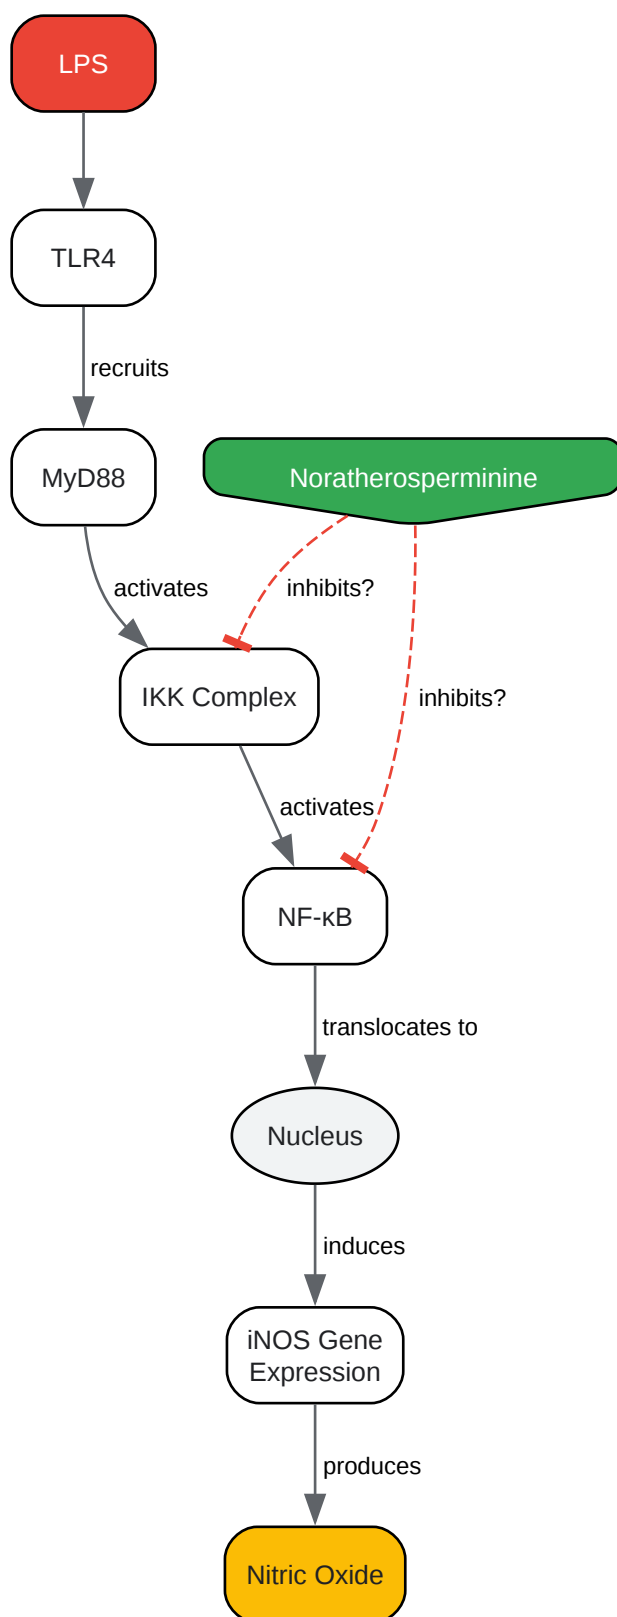 LPS
TLR4
recruits
MyD88
Noratherosperminine
activates
inhibits?
IKK Complex
inhibits?
activates
NF-κB
translocates to
Nucleus
induces
iNOS Gene
Expression
produces
Nitric Oxide